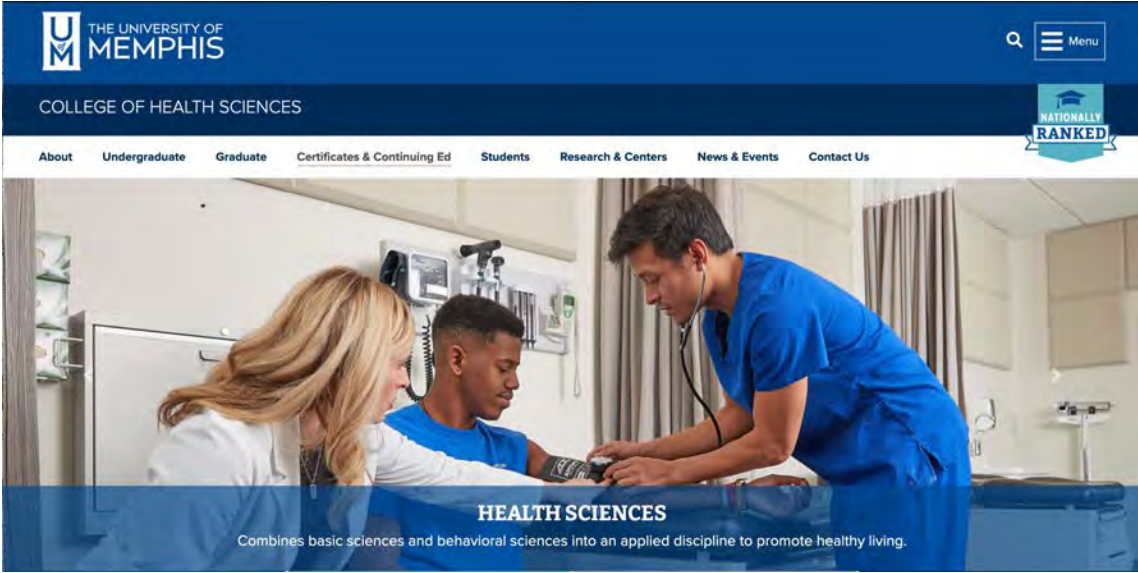 UofM
THE UNIVERSITY OF
MEMPHIS
Menu
COLLEGE OF HEALTH SCIENCES
NATIONALLY
RANKED
About Undergraduate Graduate Certificates & Continuing Ed Students Research & Centers News & Events Contact Us
HEALTH SCIENCES
Combines basic sciences and behavioral sciences into an applied discipline to promote healthy living.